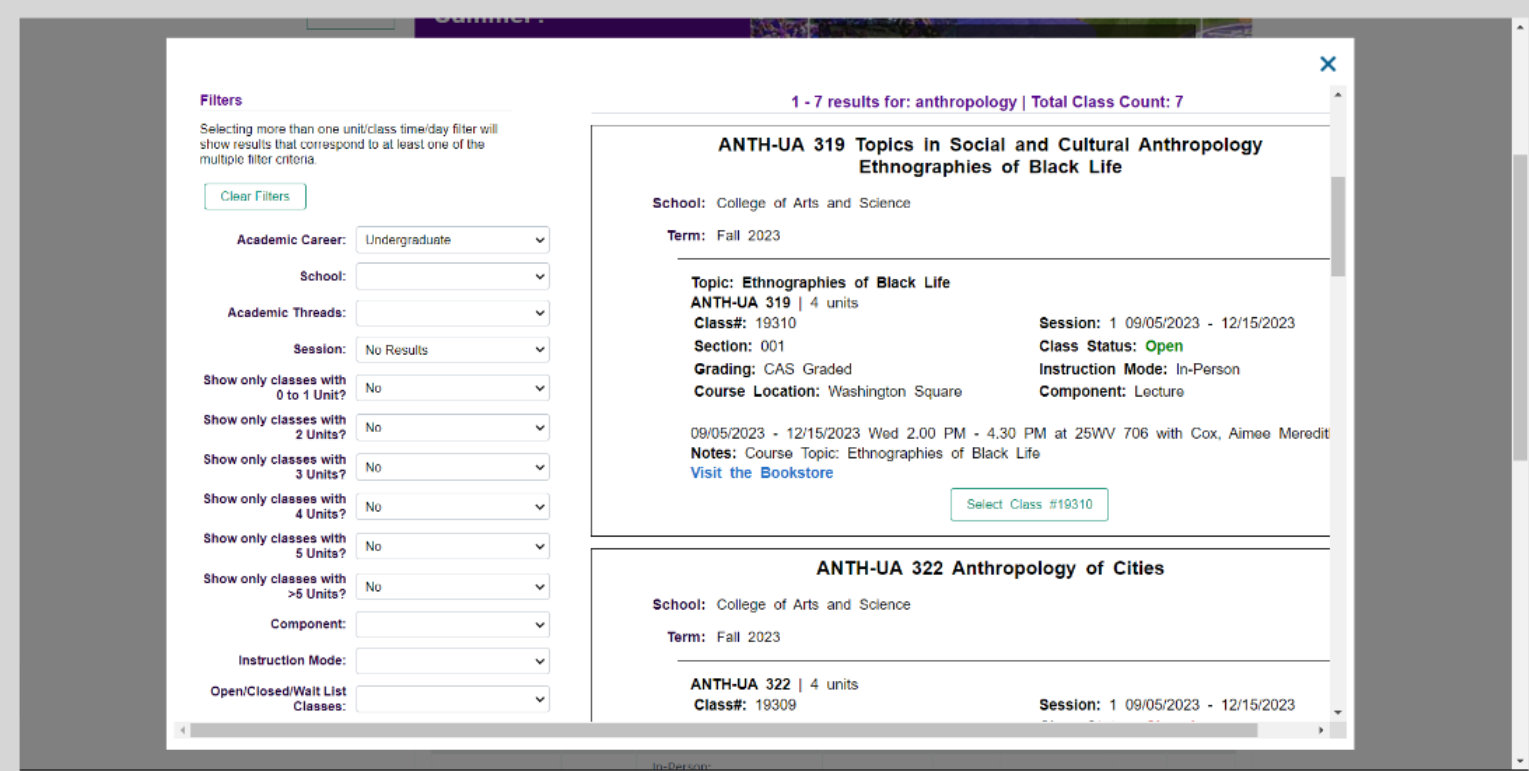 Summer!
Filters
Selecting more than one unit/class time/day filter will
show results that correspond to at least one of the
multiple filter criteria.
Clear Filters
Academic Career: Undergraduate
School:
Academic Threads:
Session: No Results
Show only classes with
0 to 1 Unit? No
Show only classes with
2 Units? No
Show only classes with
3 Units? No
Show only classes with
4 Units? No
Show only classes with
5 Units? No
Show only classes with
>5 Units? No
Component:
Instruction Mode:
Open/Closed/Wait List
Classes:
1 - 7 results for: anthropology | Total Class Count: 7
ANTH-UA 319 Topics in Social and Cultural Anthropology
Ethnographies of Black Life
School: College of Arts and Science
Term: Fall 2023
Topic: Ethnographies of Black Life
ANTH-UA 319 | 4 units
Class#: 19310 Session: 1 09/05/2023 - 12/15/2023
Section: 001 Class Status: Open
Grading: CAS Graded Instruction Mode: In-Person
Course Location: Washington Square Component: Lecture
09/05/2023 - 12/15/2023 Wed 2.00 PM - 4.30 PM at 25WV 706 with Cox, Aimee Meredit
Notes: Course Topic: Ethnographies of Black Life
Visit the Bookstore
Select Class #19310
ANTH-UA 322 Anthropology of Cities
School: College of Arts and Science
Term: Fall 2023
ANTH-UA 322 | 4 units
Class#: 19309 Session: 1 09/05/2023 - 12/15/2023
In-Person: